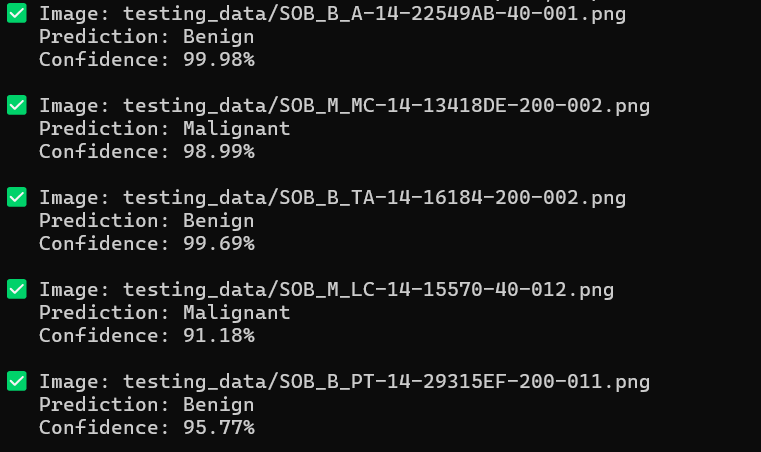 ✅ Image: testing_data/SOB_B_A-14-22549AB-40-001.png
Prediction: Benign
Confidence: 99.98%
✅ Image: testing_data/SOB_M_MC-14-13418DE-200-002.png
Prediction: Malignant
Confidence: 98.99%
✅ Image: testing_data/SOB_B_TA-14-16184-200-002.png
Prediction: Benign
Confidence: 99.69%
✅ Image: testing_data/SOB_M_LC-14-15570-40-012.png
Prediction: Malignant
Confidence: 91.18%
✅ Image: testing_data/SOB_B_PT-14-29315EF-200-011.png
Prediction: Benign
Confidence: 95.77%